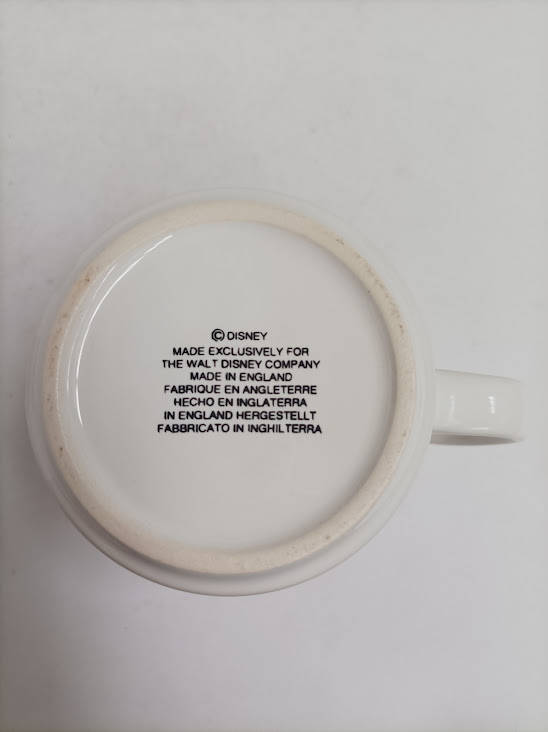 © DISNEY
MADE EXCLUSIVELY FOR
THE WALT DISNEY COMPANY
MADE IN ENGLAND
FABRIQUE EN ANGLETERRE
HECHO EN INGLATERRA
IN ENGLAND HERGESTELLT
FABBRICATO IN INGHILTERRA